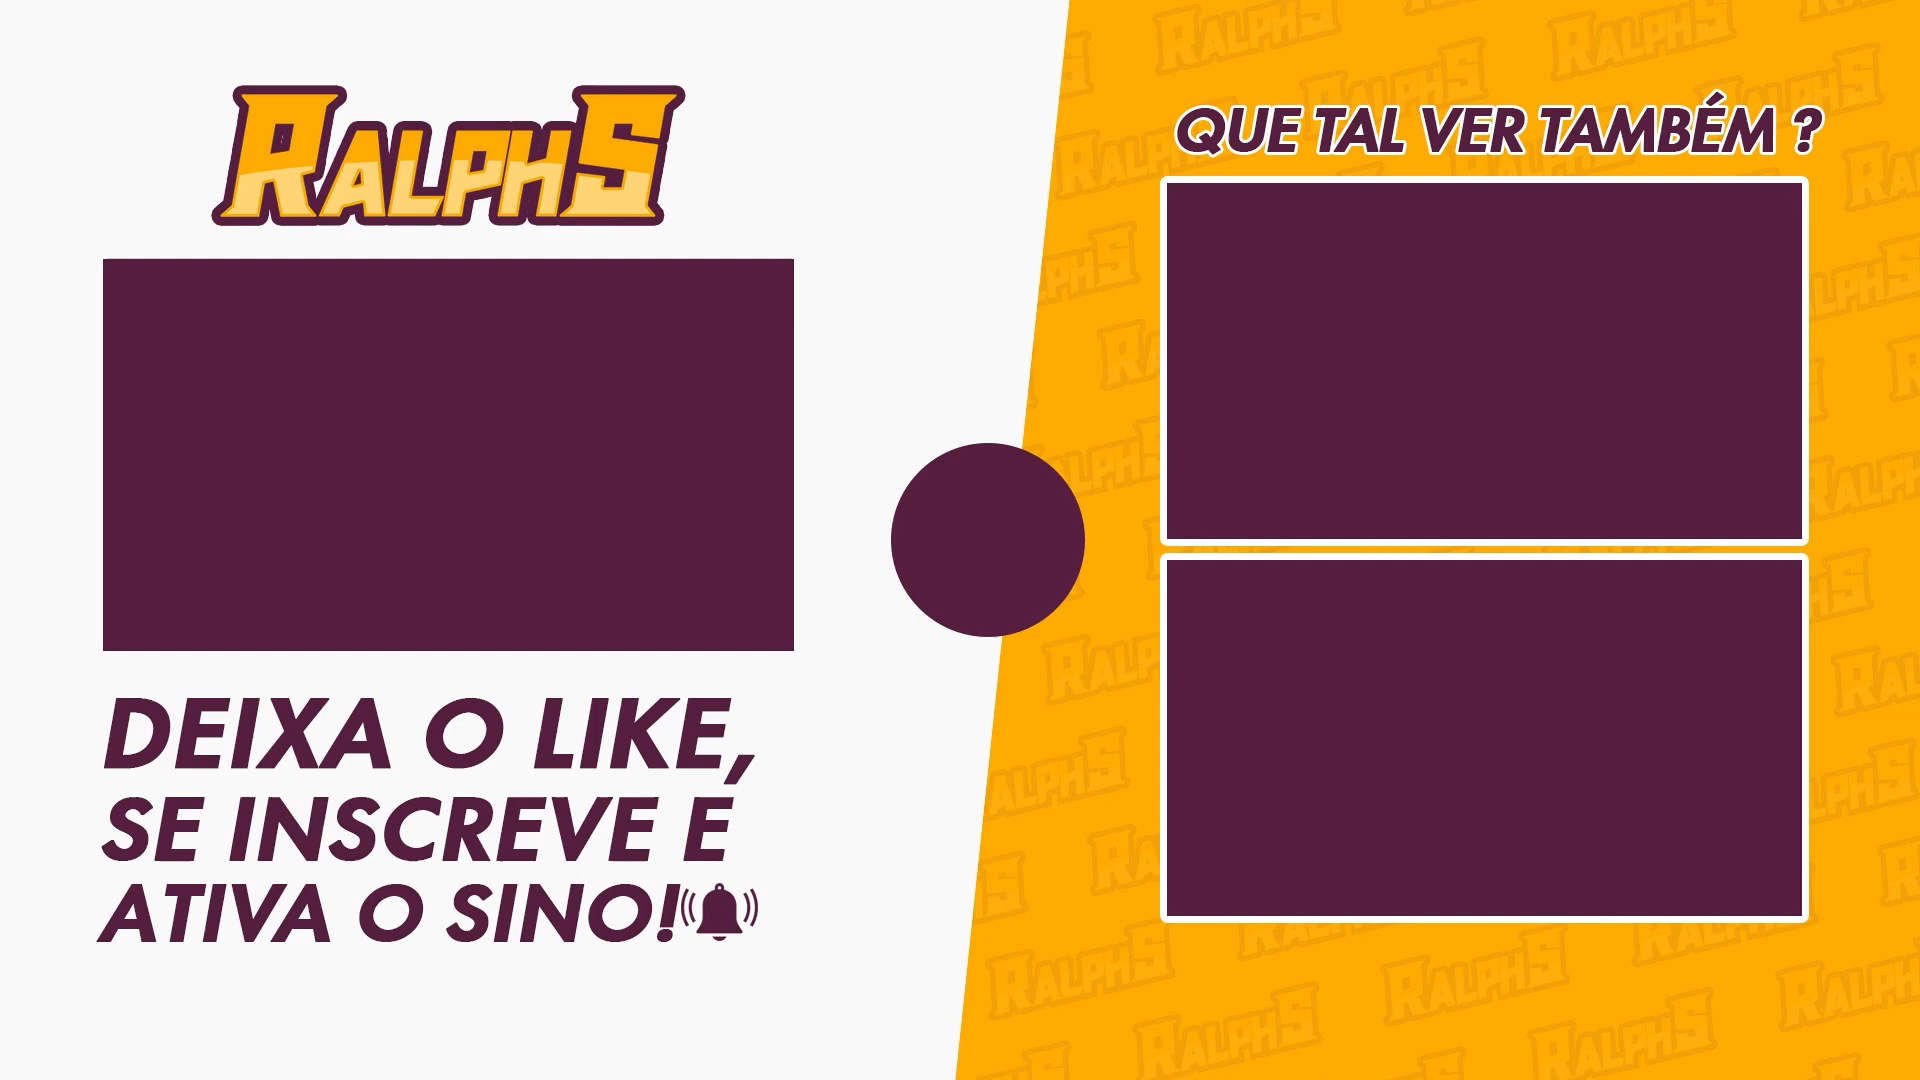 RALPHS
DEIXA O LIKE,
SE INSCREVE E
ATIVA O SINO!
QUE TAL VER TAMBÉM ?